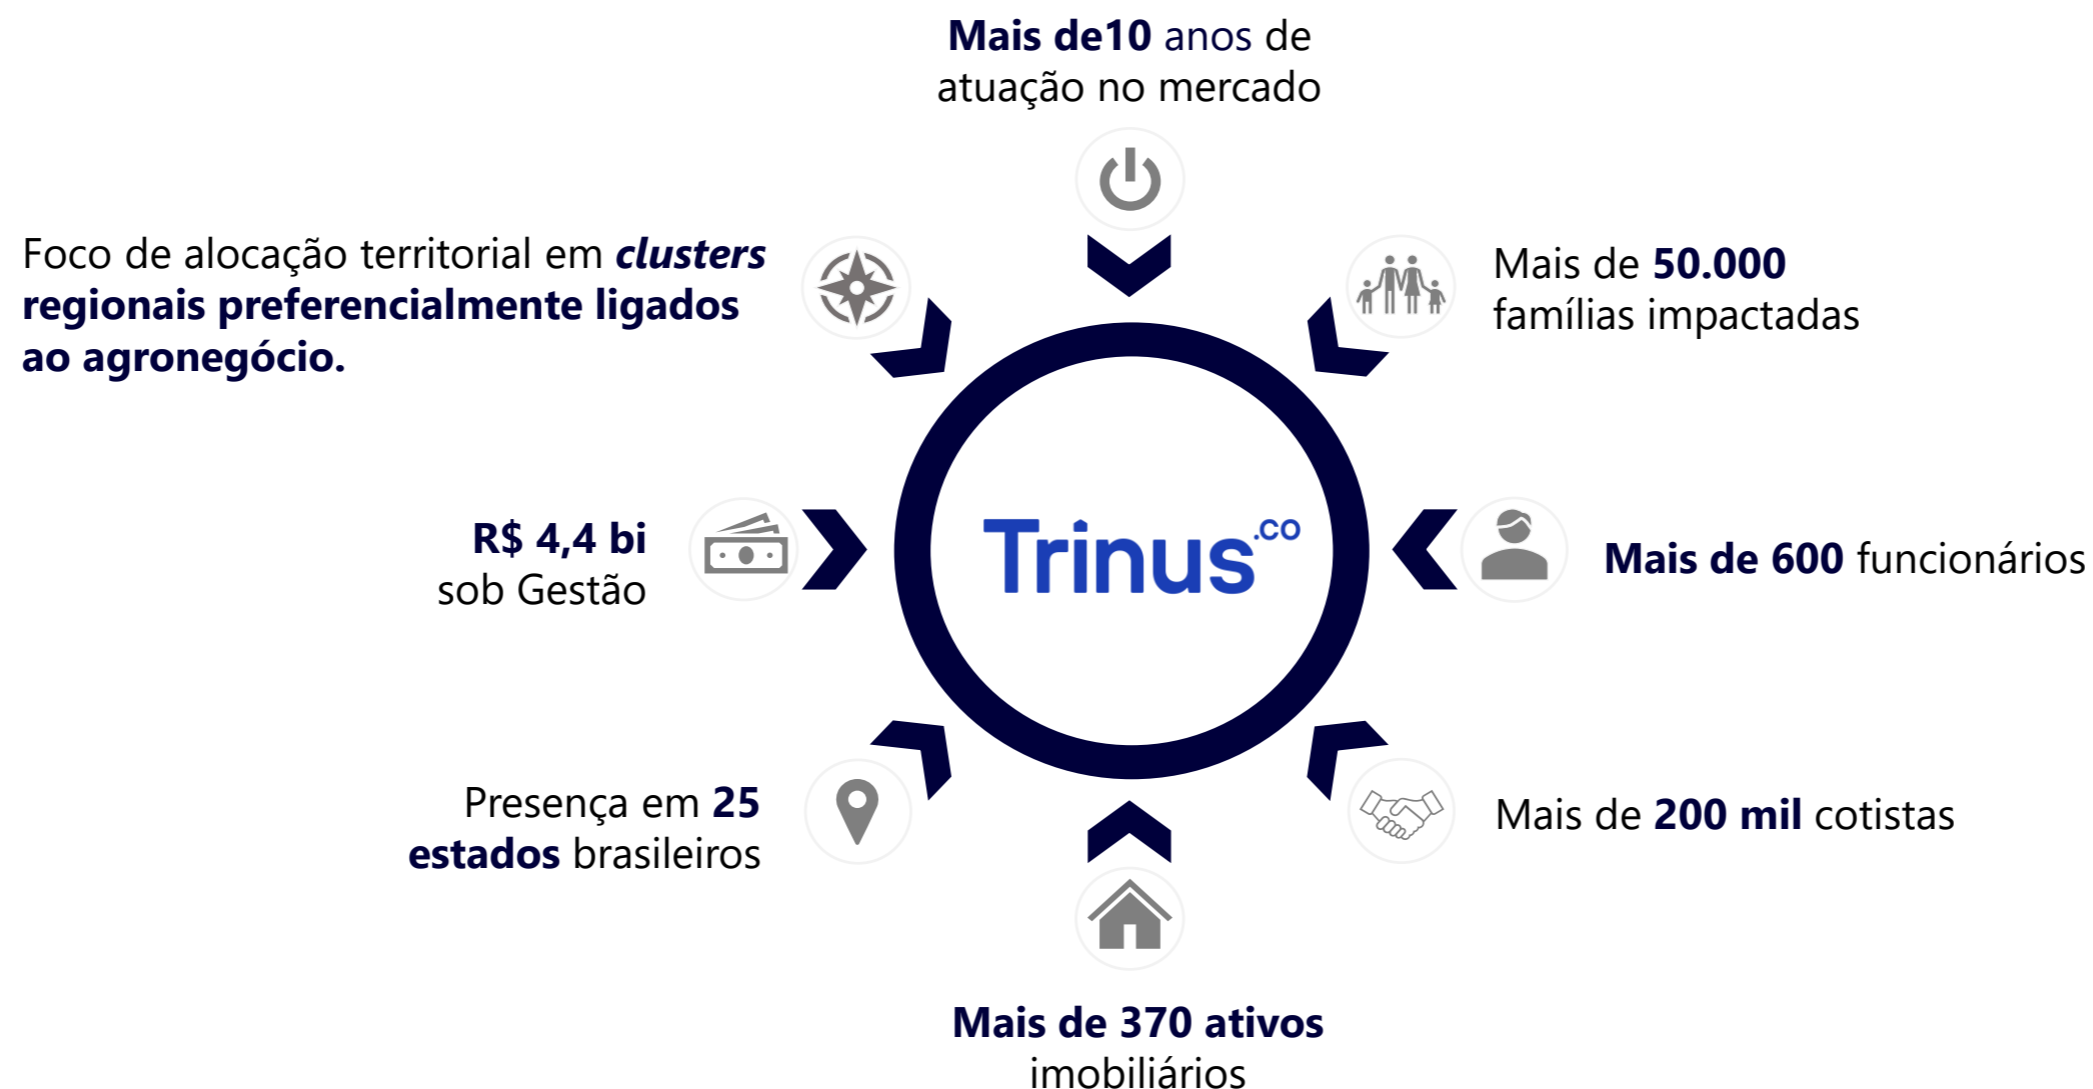 Mais de10 anos de
atuação no mercado
Foco de alocação territorial em clusters
regionais preferencialmente ligados
ao agronegócio.
Mais de 50.000
famílias impactadas
R$ 4,4 bi
sob Gestão
Trinus.co
Mais de 600 funcionários
Presença em 25
estados brasileiros
Mais de 200 mil cotistas
Mais de 370 ativos
imobiliários